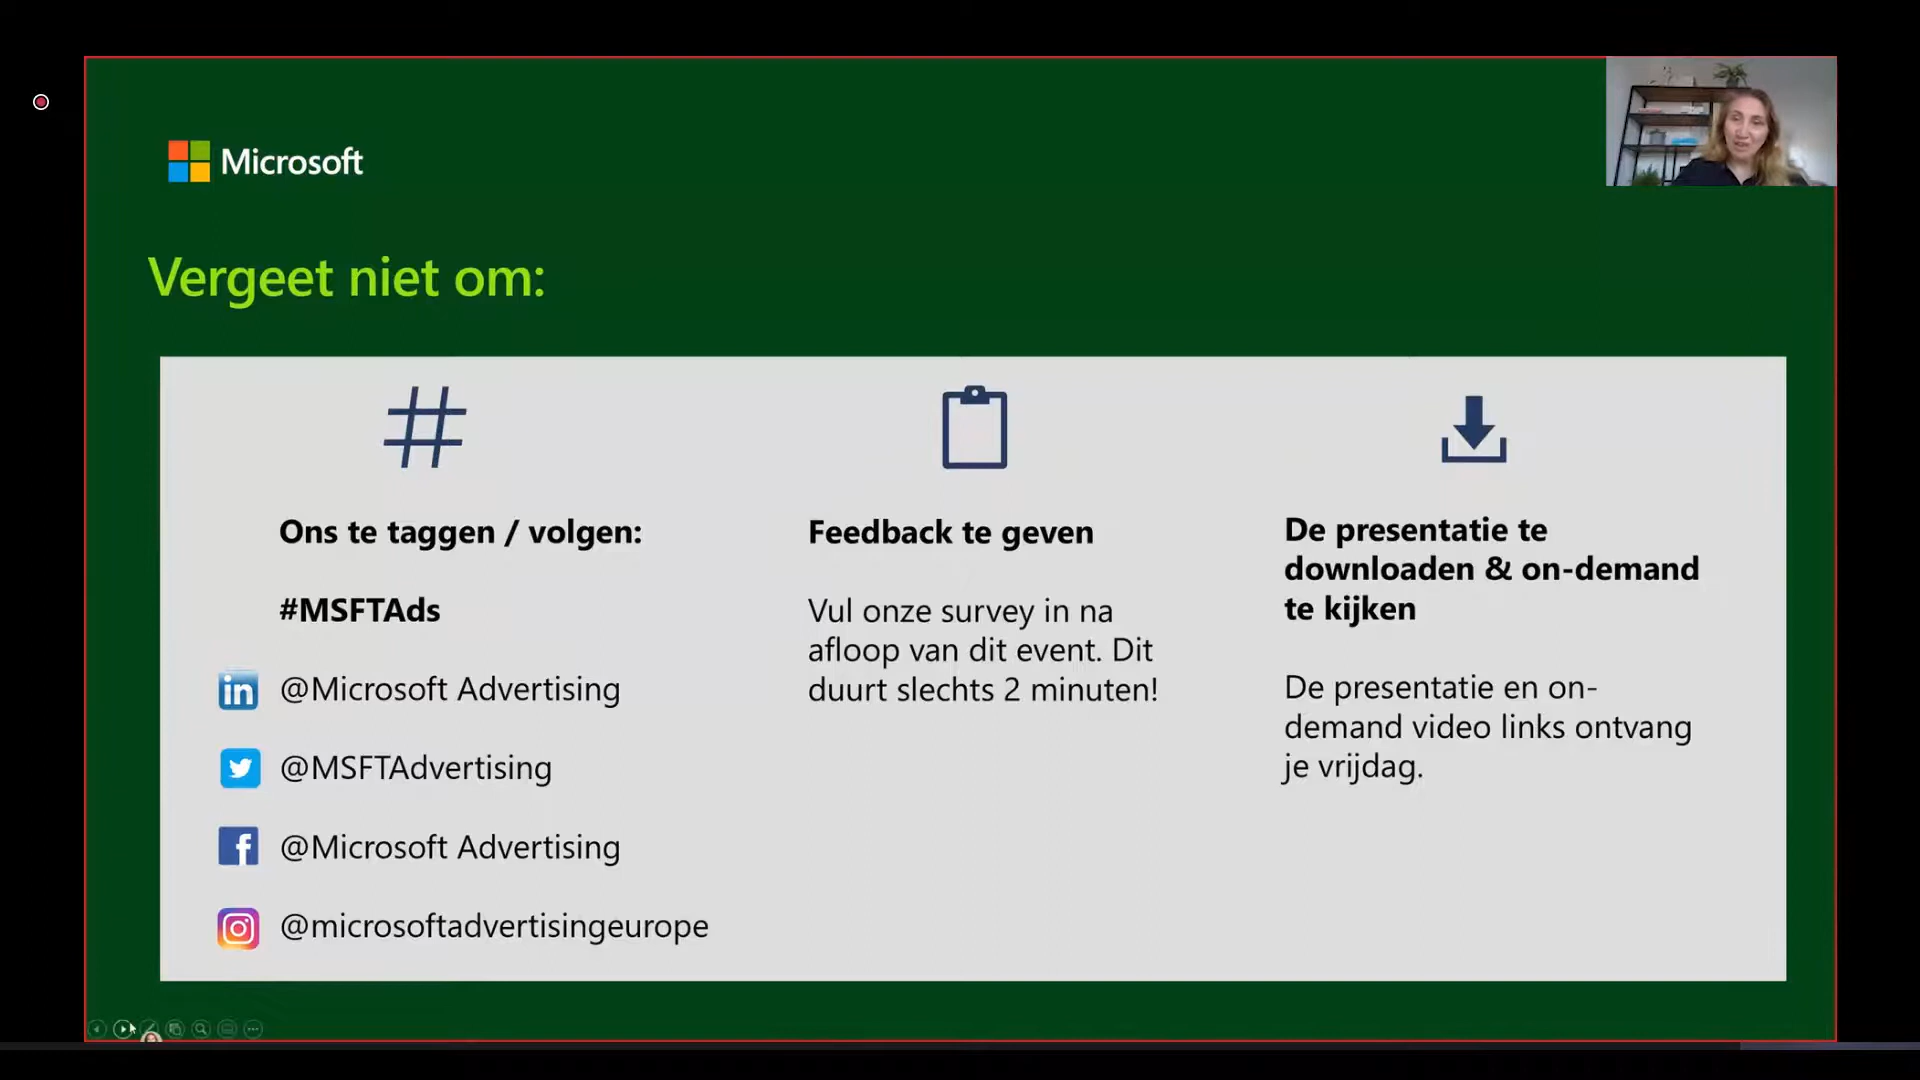 Microsoft
Vergeet niet om:
Ons te taggen / volgen:
#MSFTAds
@Microsoft Advertising
@MSFTAdvertising
@Microsoft Advertising
@microsoftadvertisingeurope
Feedback te geven
Vul onze survey in na
afloop van dit event. Dit
duurt slechts 2 minuten!
De presentatie te
downloaden & on-demand
te kijken
De presentatie en on-
demand video links ontvang
je vrijdag.